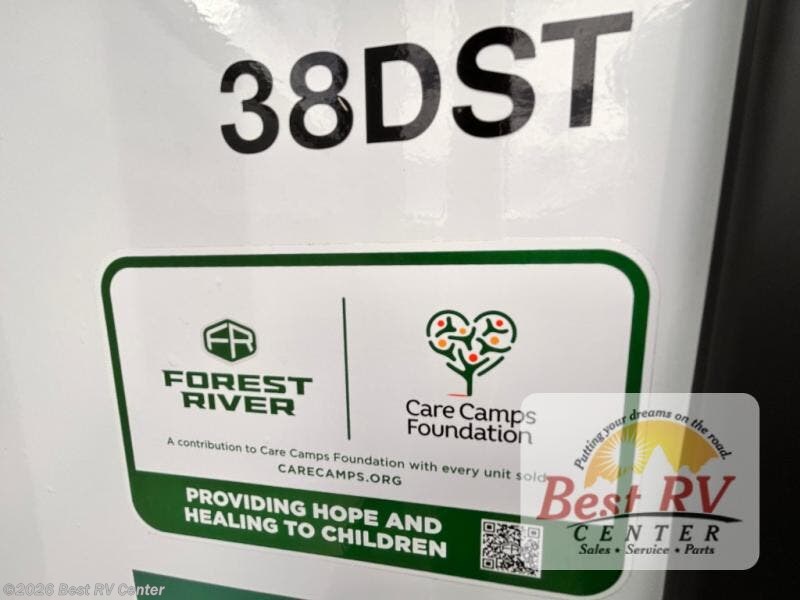 38DST
FR
FOREST
RIVER
Care Camps
Foundation
A contribution to Care Camps Foundation with every unit sold
CARECAMPS.ORG
PROVIDING HOPE AND
HEALING TO CHILDREN
FR
Putting your dreams on the road.
Best RV
CENTER
Sales • Service • Parts
©2026 Best RV Center